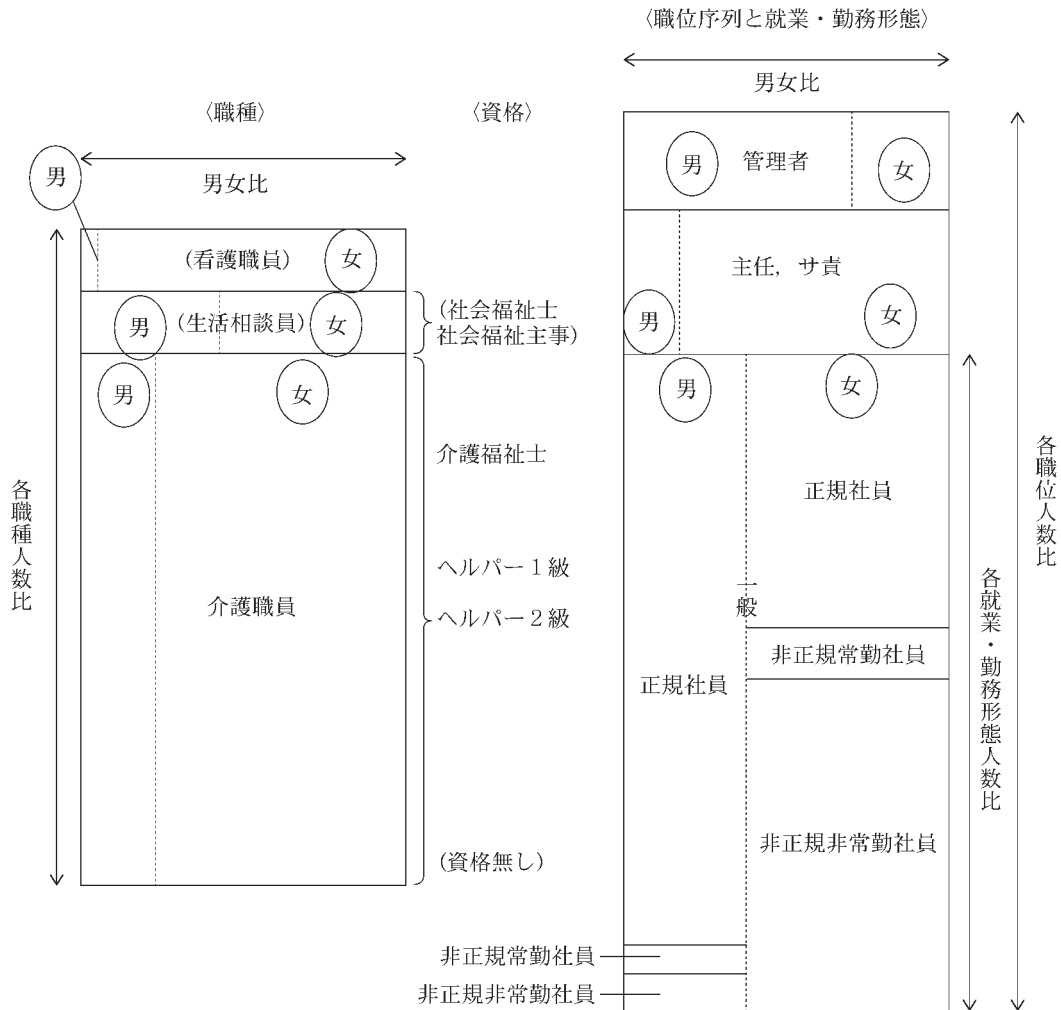 〈職位序列と就業・勤務形態〉
男女比
〈職種〉
〈資格〉
男
男女比
男
管理者
女
(看護職員)
女
主任，サ責
男
女
男
(生活相談員)
女
(社会福祉士
社会福祉主事)
男
女
男
女
介護福祉士
正規社員
各職種人数比
各職位人数比
ヘルパー１級
一般
介護職員
ヘルパー２級
各就業・勤務形態人数比
非正規常勤社員
正規社員
非正規非常勤社員
(資格無し)
非正規常勤社員
非正規非常勤社員